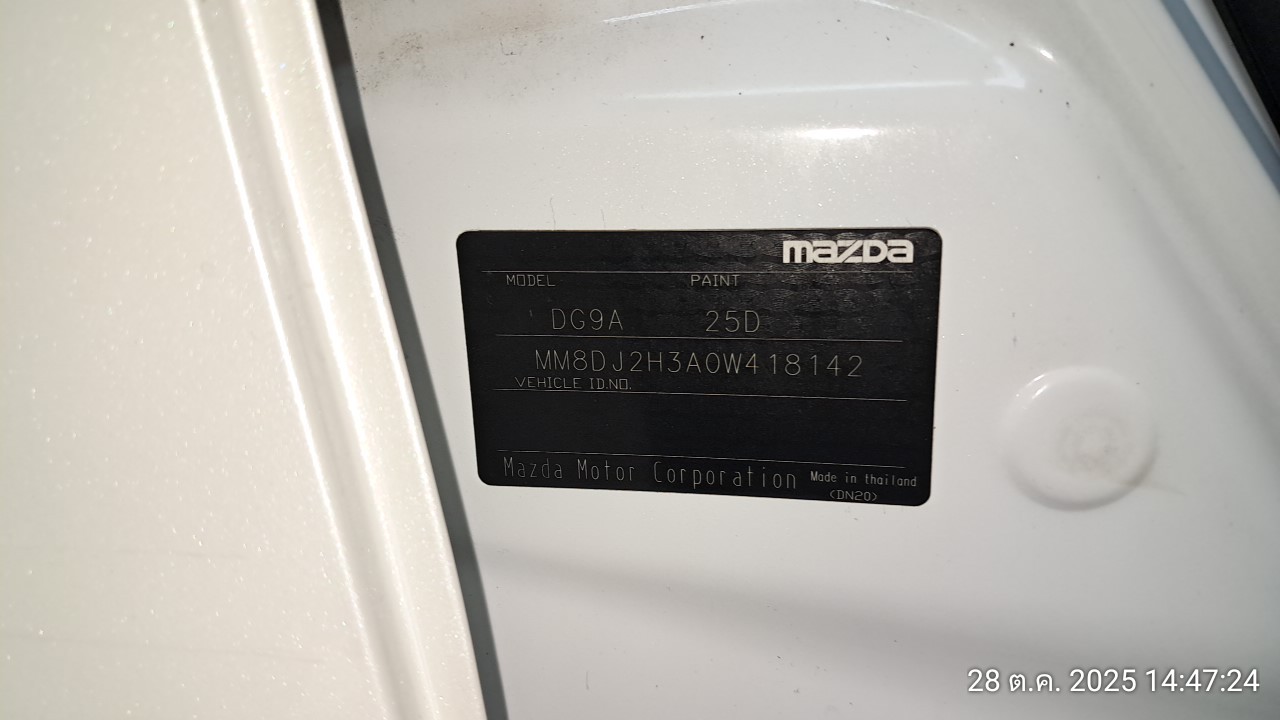 mazda
MODEL PAINT
DG9A 25D
MM8DJ2H3A0W418142
VEHICLE ID.NO.
Mazda Motor Corporation Made in thailand
(DN20)
28 ต.ค. 2025 14:47:24